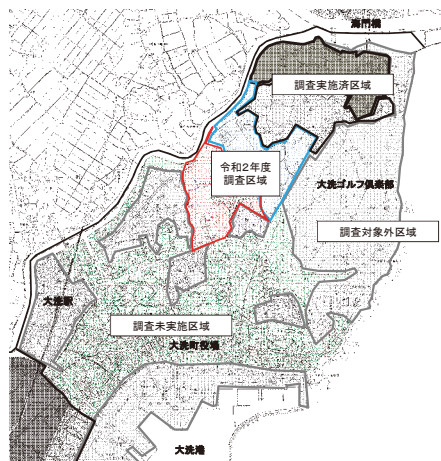 海門橋
調査実施済区域
令和2年度
調査区域
大洗ゴルフ倶楽部
調査対象外区域
大洗駅
調査未実施区域
大洗町役場
大洗港